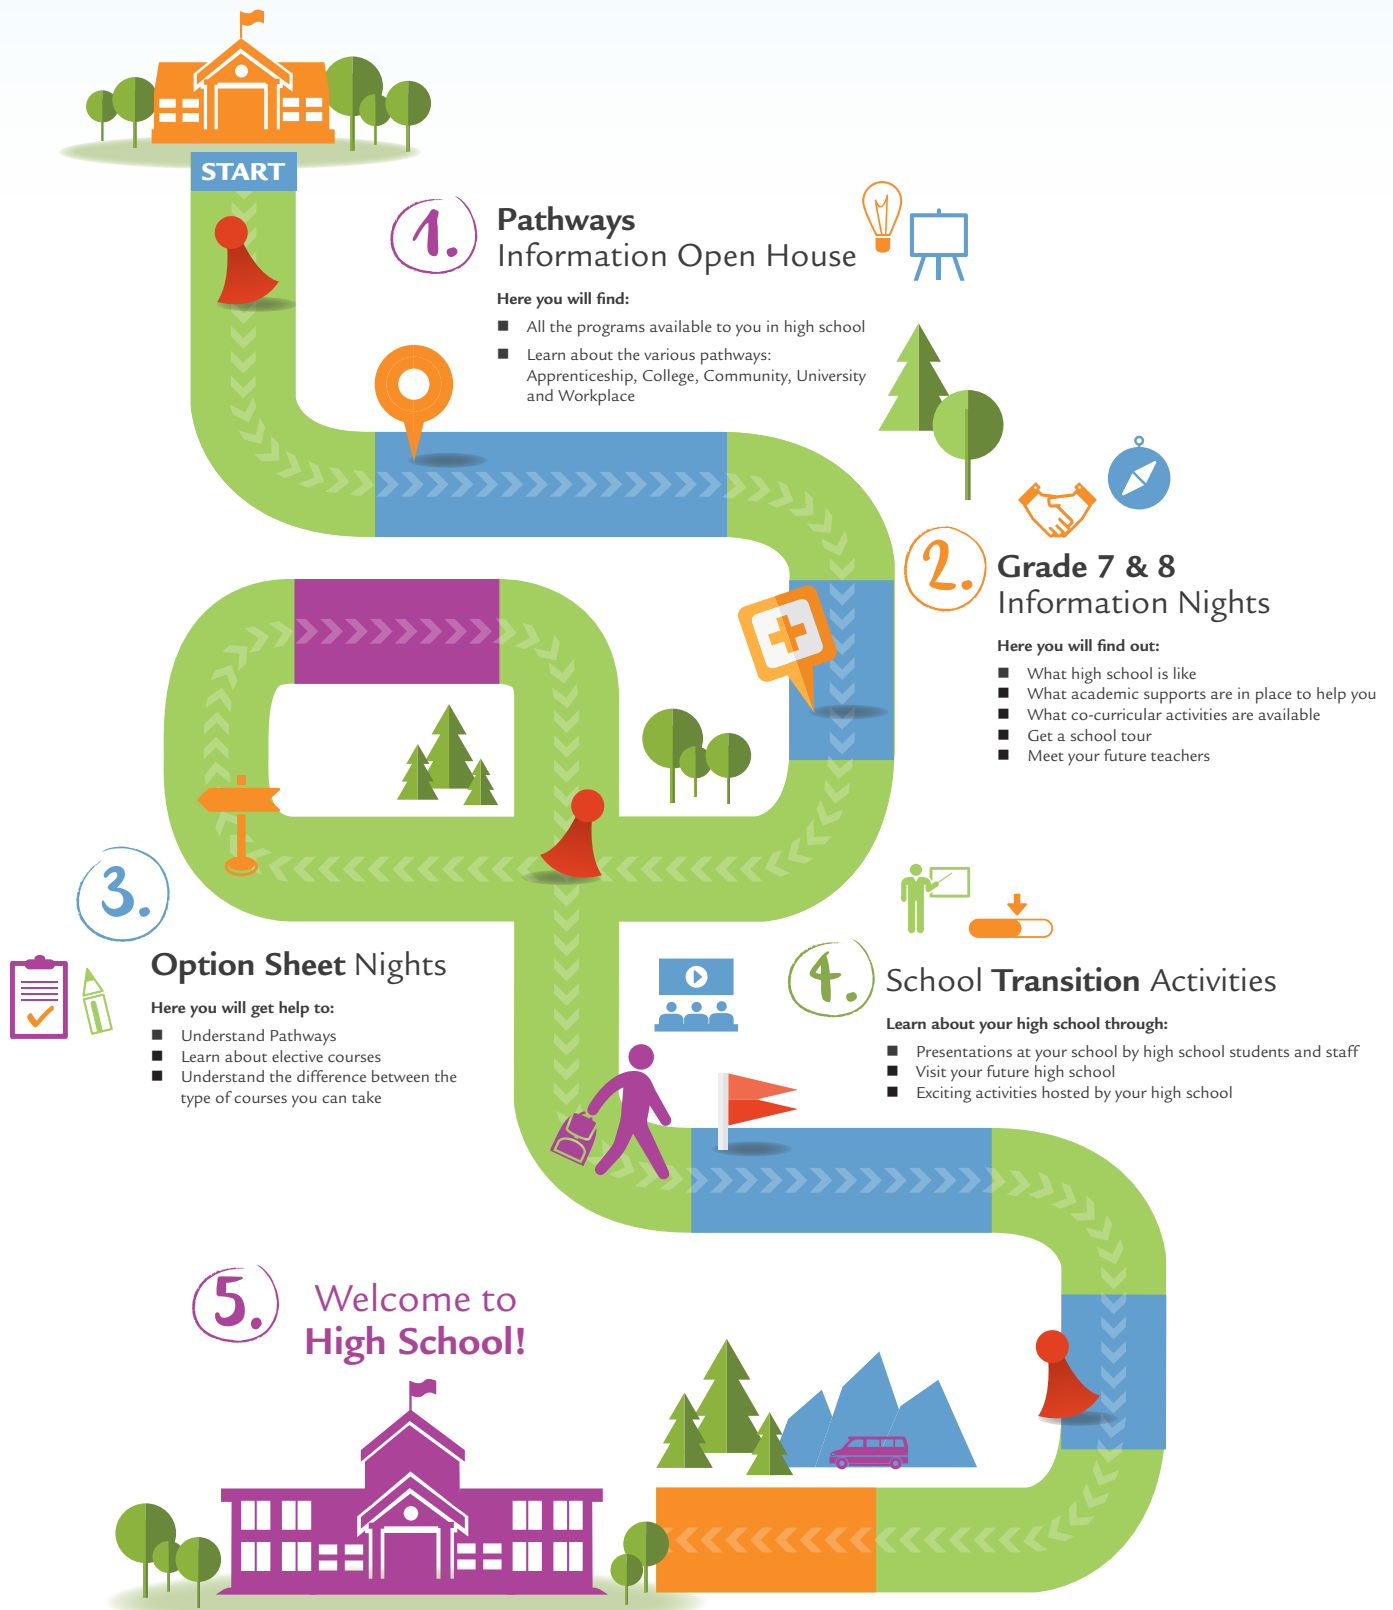 START
1.
Pathways
Information Open House
Here you will find:
■ All the programs available to you in high school
■ Learn about the various pathways:
Apprenticeship, College, Community, University
and Workplace
2.
Grade 7 & 8
Information Nights
Here you will find out:
■ What high school is like
■ What academic supports are in place to help you
■ What co-curricular activities are available
■ Get a school tour
■ Meet your future teachers
3.
Option Sheet Nights
Here you will get help to:
■ Understand Pathways
■ Learn about elective courses
■ Understand the difference between the
type of courses you can take
4.
School Transition Activities
Learn about your high school through:
■ Presentations at your school by high school students and staff
■ Visit your future high school
■ Exciting activities hosted by your high school
5.
Welcome to
High School!